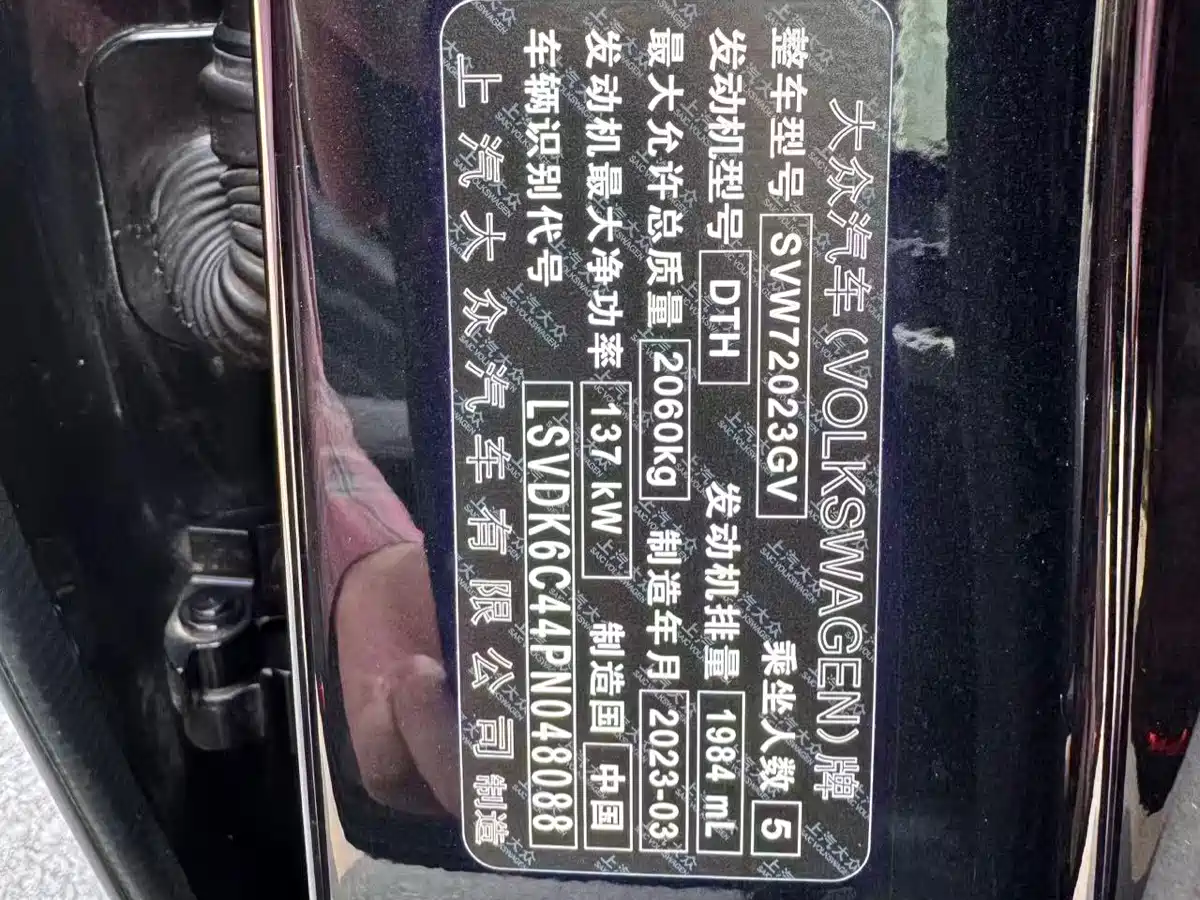 大众汽车(VOLKSWAGEN)牌
整车型号 SVW72023GV 乘坐人数 5
发动机型号 DTH 发动机排量 1984 mL
最大允许总质量 2060kg 制造年月 2023-03
发动机最大净功率 137 kW 制造国 中国
车辆识别代号 LSVDK6C44PN048088
上汽大众汽车有限公司 制造